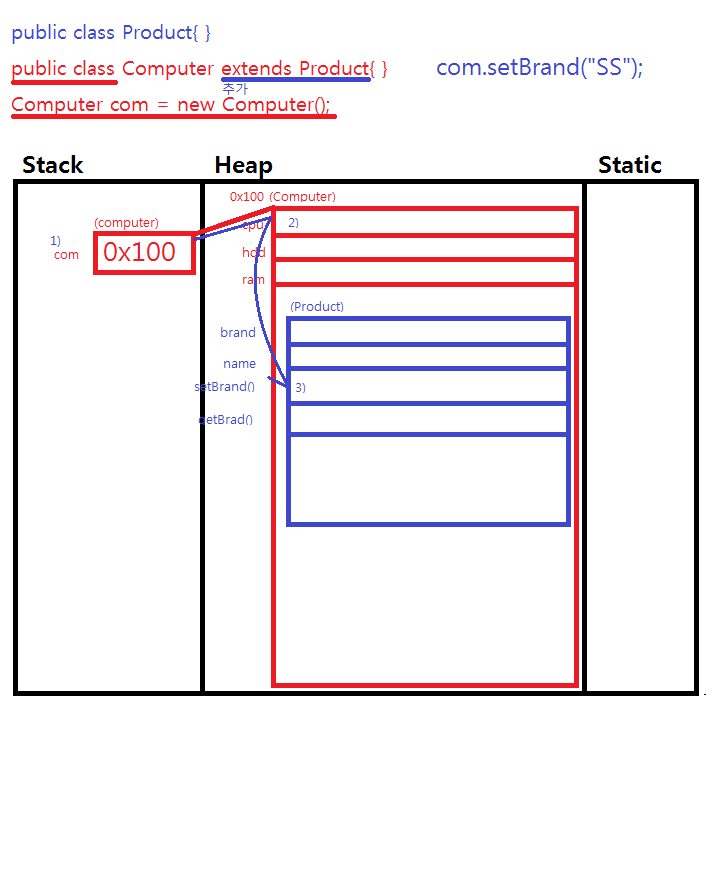 public class Product{ }
public class Computer extends Product{ } com.setBrand("SS");
추가
Computer com = new Computer();
Stack Heap Static
0x100 (Computer)
(computer)
cpu 2)
1)
com 0x100
hdd
ram
(Product)
brand
name
setBrand() 3)
getBrad()